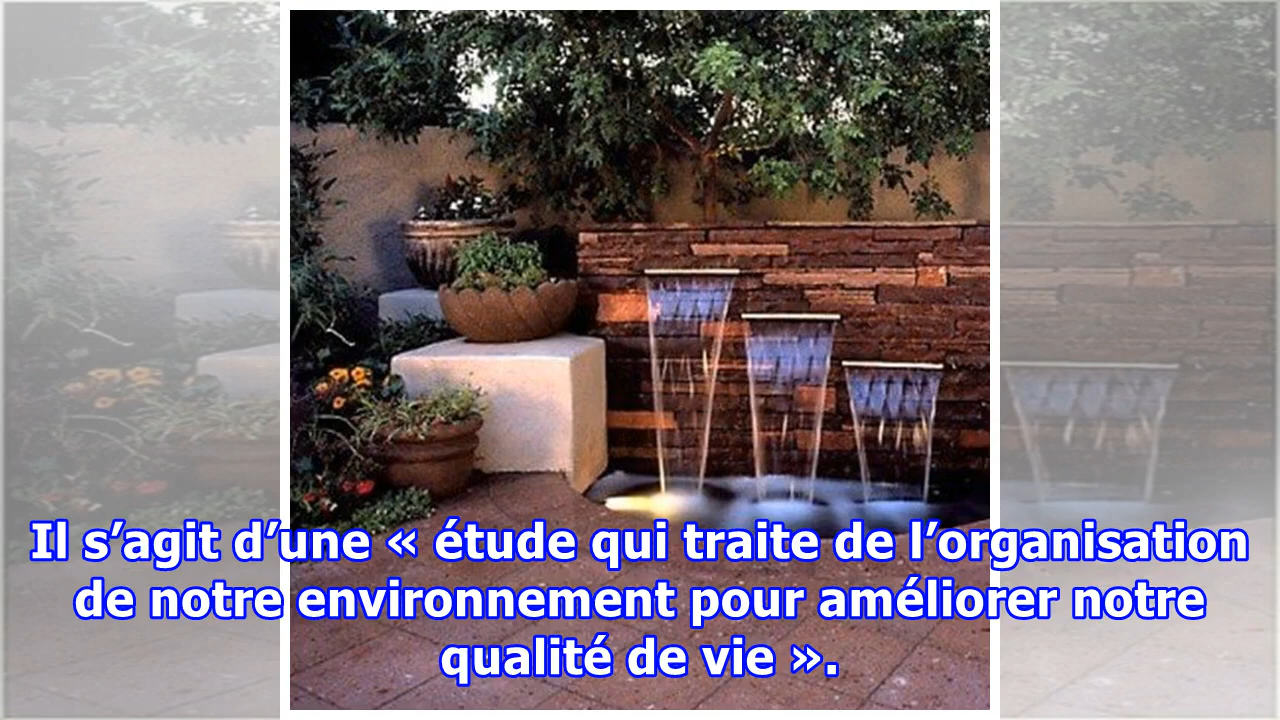 Il s’agit d’une « étude qui traite de l’organisation
de notre environnement pour améliorer notre
qualité de vie ».